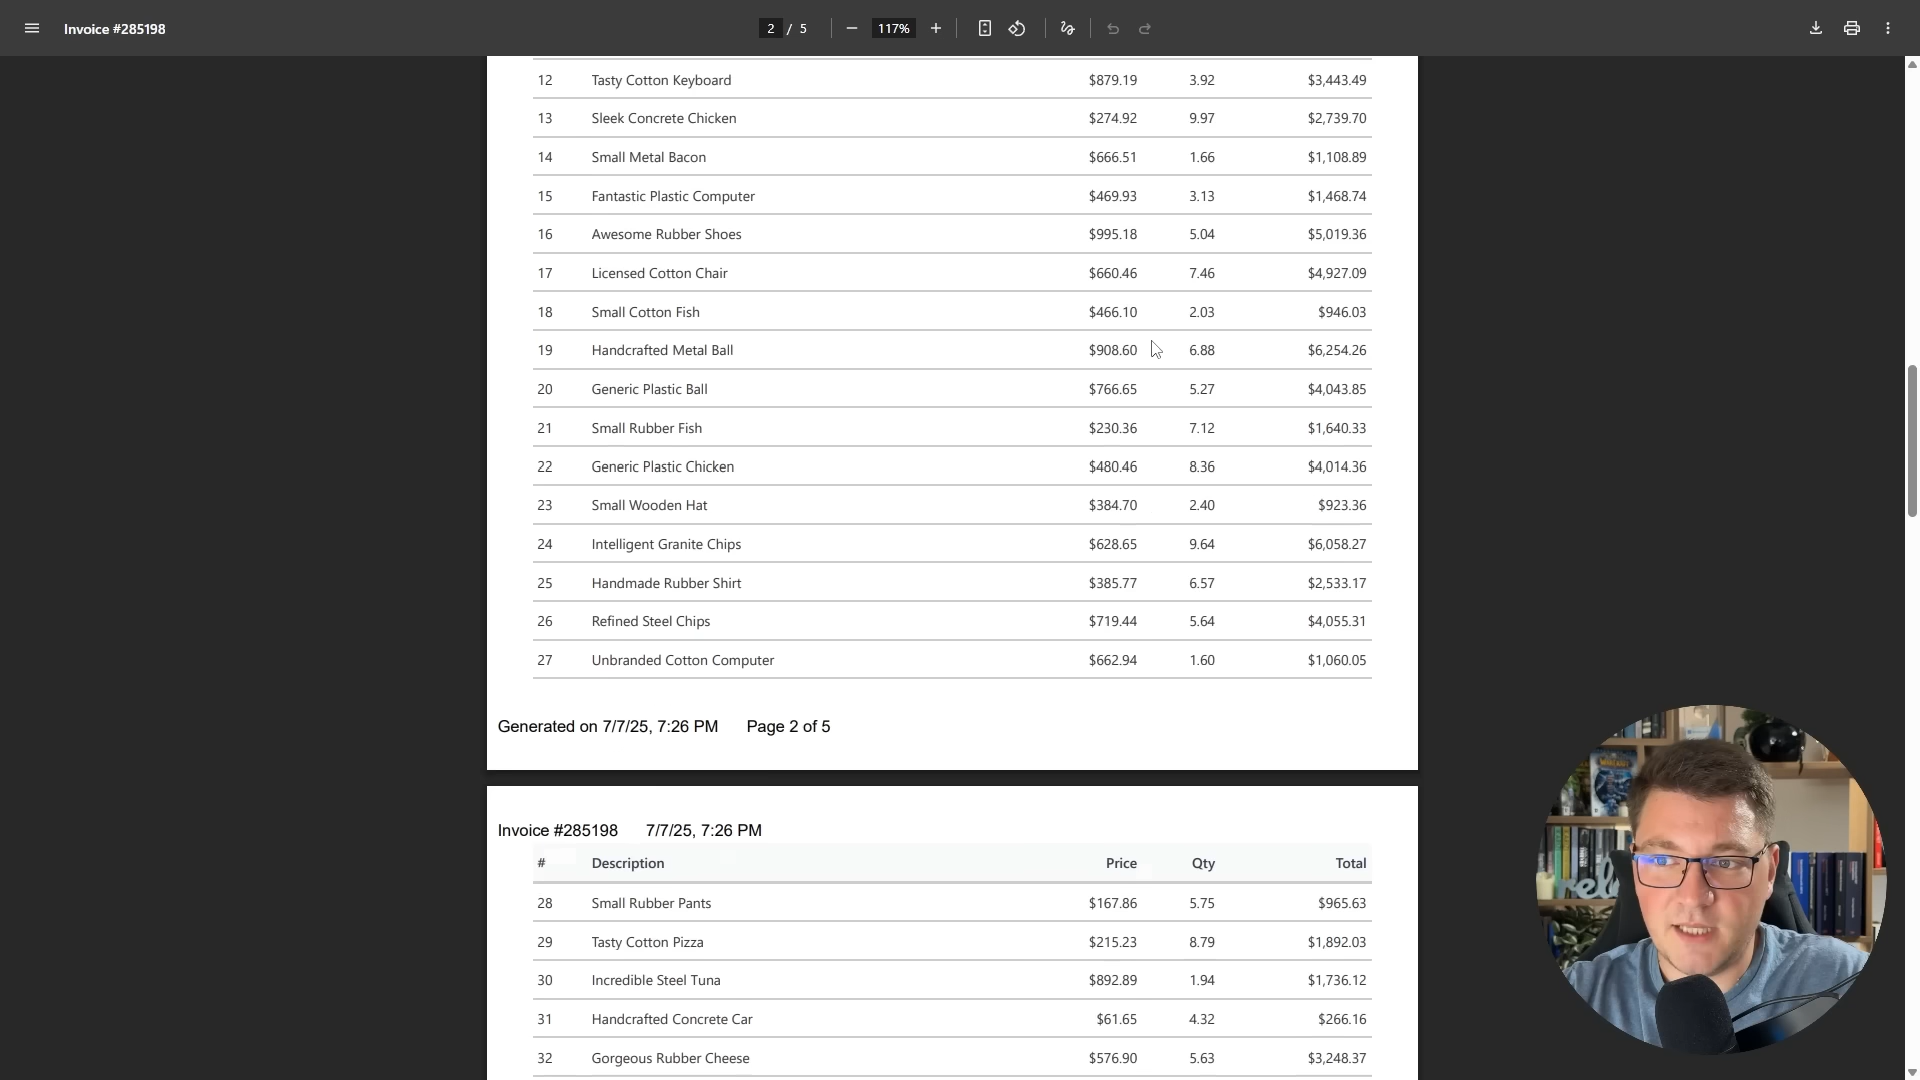 Invoice #285198 2 / 5 117%
12 Tasty Cotton Keyboard $879.19 3.92 $3,443.49
13 Sleek Concrete Chicken $274.92 9.97 $2,739.70
14 Small Metal Bacon $666.51 1.66 $1,108.89
15 Fantastic Plastic Computer $469.93 3.13 $1,468.74
16 Awesome Rubber Shoes $995.18 5.04 $5,019.36
17 Licensed Cotton Chair $660.46 7.46 $4,927.09
18 Small Cotton Fish $466.10 2.03 $946.03
19 Handcrafted Metal Ball $908.60 6.88 $6,254.26
20 Generic Plastic Ball $766.65 5.27 $4,043.85
21 Small Rubber Fish $230.36 7.12 $1,640.33
22 Generic Plastic Chicken $480.46 8.36 $4,014.36
23 Small Wooden Hat $384.70 2.40 $923.36
24 Intelligent Granite Chips $628.65 9.64 $6,058.27
25 Handmade Rubber Shirt $385.77 6.57 $2,533.17
26 Refined Steel Chips $719.44 5.64 $4,055.31
27 Unbranded Cotton Computer $662.94 1.60 $1,060.05
Generated on 7/7/25, 7:26 PM Page 2 of 5
Invoice #285198 7/7/25, 7:26 PM
# Description Price Qty Total
28 Small Rubber Pants $167.86 5.75 $965.63
29 Tasty Cotton Pizza $215.23 8.79 $1,892.03
30 Incredible Steel Tuna $892.89 1.94 $1,736.12
31 Handcrafted Concrete Car $61.65 4.32 $266.16
32 Gorgeous Rubber Cheese $576.90 5.63 $3,248.37